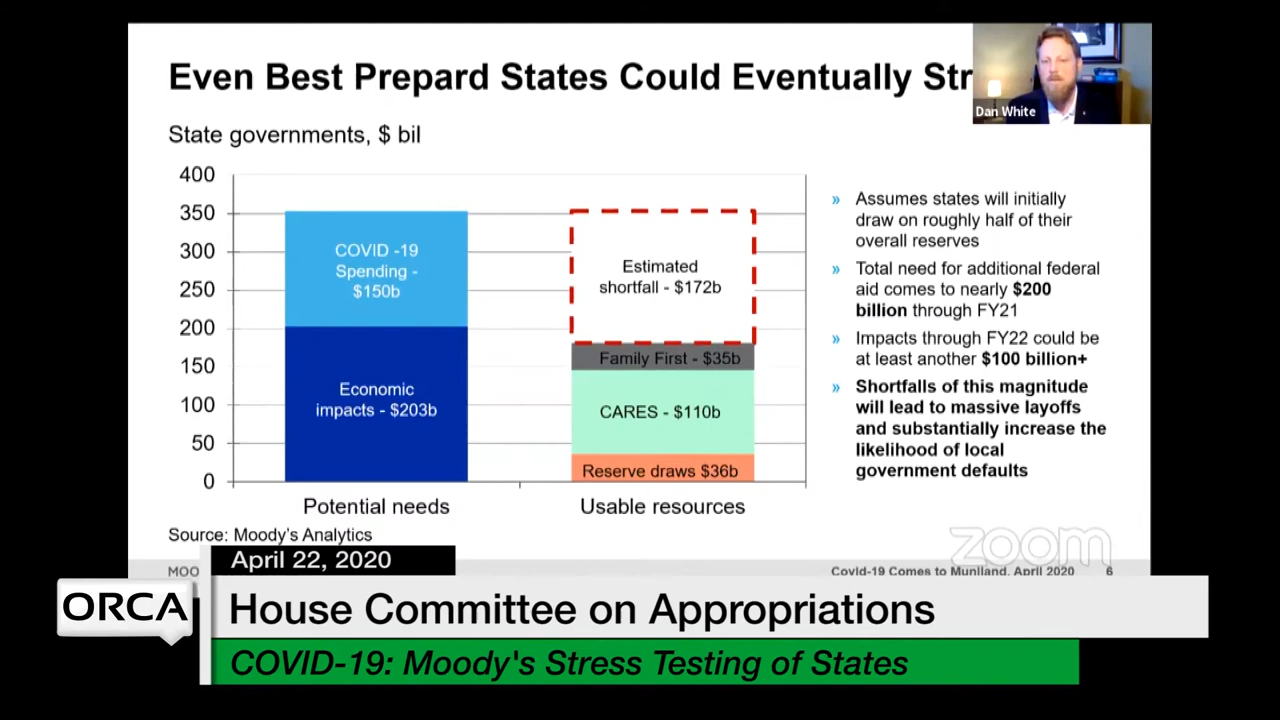 Even Best Prepard States Could Eventually Str
Dan White
State governments, $ bil
400
350
300
250
200
150
100
50
0
COVID -19
Spending -
$150b
Economic
impacts - $203b
Estimated
shortfall - $172b
Family First - $35b
CARES - $110b
Reserve draws $36b
Potential needs
Usable resources
» Assumes states will initially
draw on roughly half of their
overall reserves
» Total need for additional federal
aid comes to nearly $200
billion through FY21
» Impacts through FY22 could be
at least another $100 billion+
» Shortfalls of this magnitude
will lead to massive layoffs
and substantially increase the
likelihood of local
government defaults
Source: Moody's Analytics
zoom
MOO
Covid-19 Comes to Muniland, April 2020 6
April 22, 2020
ORCA
House Committee on Appropriations
COVID-19: Moody's Stress Testing of States